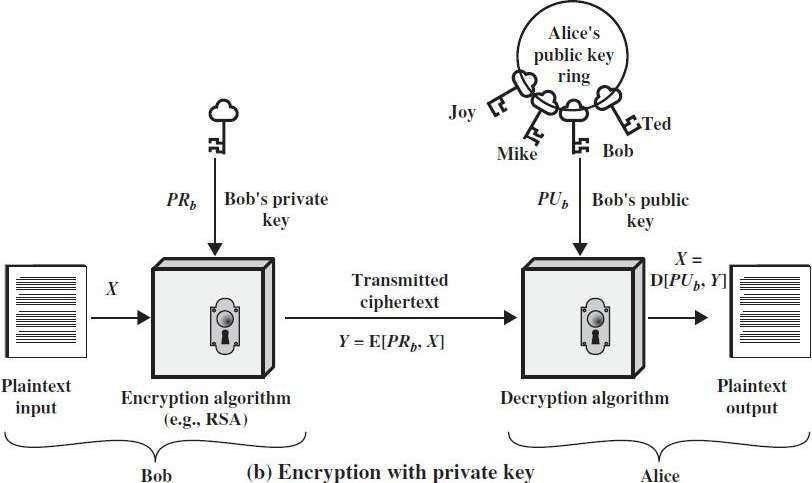 Alice's
public key
ring
Joy
Mike
Bob
Ted
PRb
Bob's private
key
PUb
Bob's public
key
X
Transmitted
ciphertext
Y = E[PRb, X]
X =
D[PUb, Y]
Plaintext
input
Encryption algorithm
(e.g., RSA)
Decryption algorithm
Plaintext
output
Bob
(b) Encryption with private key
Alice